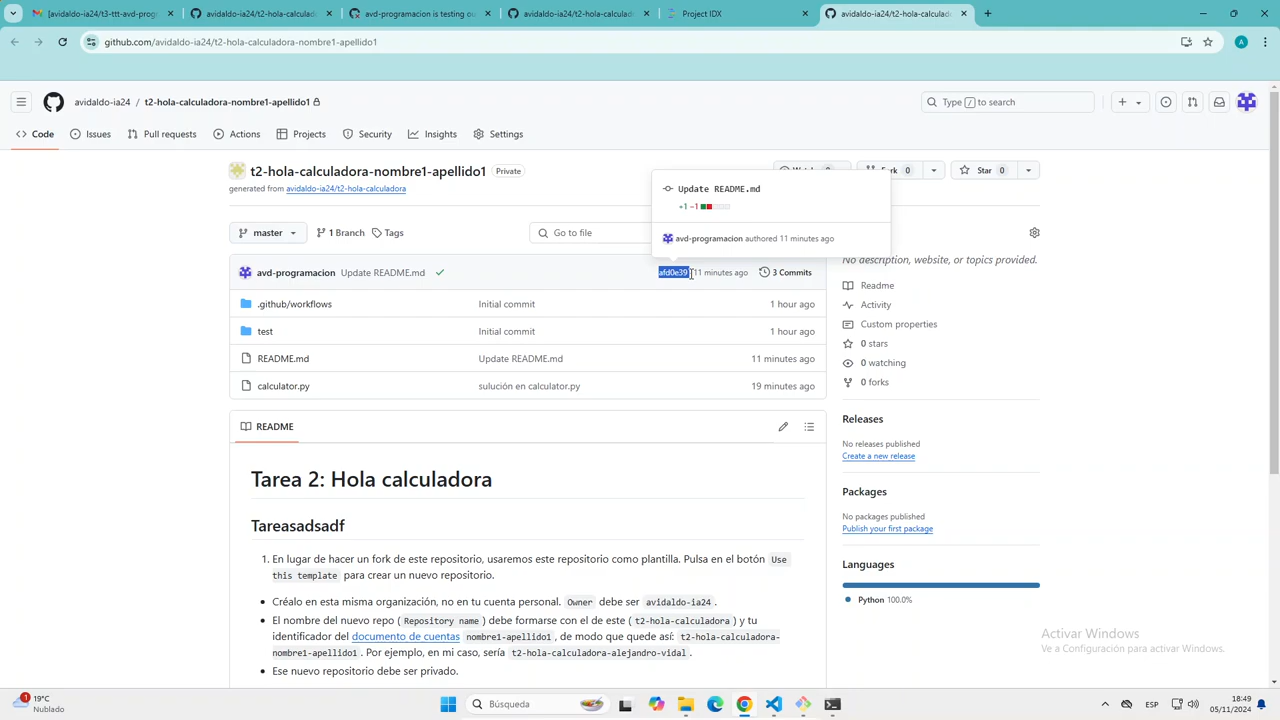 [avidaldo-ia24/t3-ttt-avd-prog
avidaldo-ia24/t2-hola-calculad
avd-programacion is testing ou
avidaldo-ia24/t2-hola-calculad
Project IDX
avidaldo-ia24/t2-hola-calculad
github.com/avidaldo-ia24/t2-hola-calculadora-nombre1-apellido1
A
avidaldo-ia24 / t2-hola-calculadora-nombre1-apellido1
Type / to search
Code Issues Pull requests Actions Projects Security Insights Settings
t2-hola-calculadora-nombre1-apellido1 Private
Fork 0
Star 0
generated from avidaldo-ia24/t2-hola-calculadora
Update README.md
+1 −1
avd-programacion authored 11 minutes ago
master
1 Branch
Tags
Go to file
avd-programacion Update README.md
afd0e39
11 minutes ago
3 Commits
.github/workflows Initial commit 1 hour ago
test Initial commit 1 hour ago
README.md Update README.md 11 minutes ago
calculator.py sulución en calculator.py 19 minutes ago
README
Tarea 2: Hola calculadora
Tareasadsadf
1. En lugar de hacer un fork de este repositorio, usaremos este repositorio como plantilla. Pulsa en el botón Use
this template para crear un nuevo repositorio.
• Créalo en esta misma organización, no en tu cuenta personal. Owner debe ser avidaldo-ia24.
• El nombre del nuevo repo (Repository name) debe formarse con el de este (t2-hola-calculadora) y tu
identificador del documento de cuentas nombre1-apellido1, de modo que quede así: t2-hola-calculadora-
nombre1-apellido1. Por ejemplo, en mi caso, sería t2-hola-calculadora-alejandro-vidal.
• Ese nuevo repositorio debe ser privado.
No description, website, or topics provided.
Readme
Activity
Custom properties
0 stars
0 watching
0 forks
Releases
No releases published
Create a new release
Packages
No packages published
Publish your first package
Languages
Python 100.0%
Activar Windows
Ve a Configuración para activar Windows.
1
19°C
Nublado
Búsqueda
ESP
18:49
05/11/2024